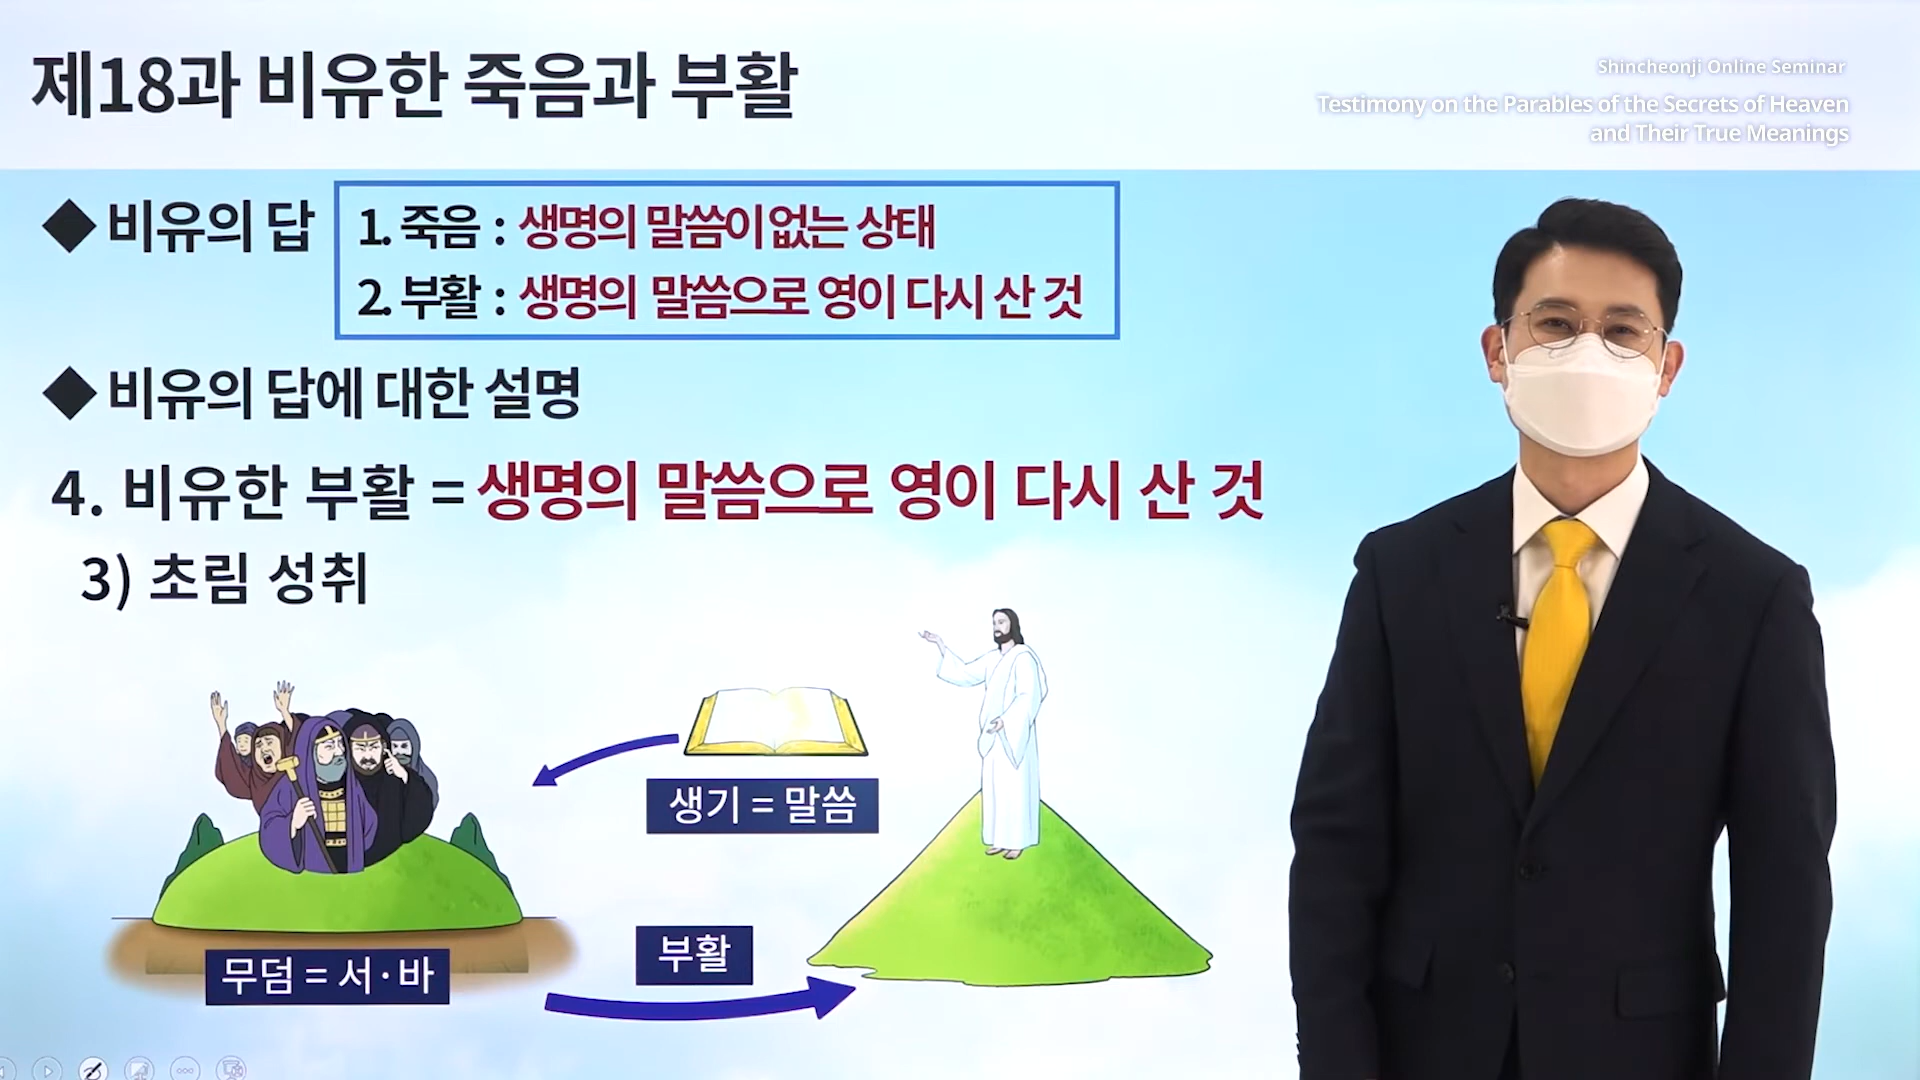 제18과 비유한 죽음과 부활
Shincheonji Online Seminar
Testimony on the Parables of the Secrets of Heaven
and Their True Meanings
◆ 비유의 답
1. 죽음 : 생명의 말씀이 없는 상태
2. 부활 : 생명의 말씀으로 영이 다시 산 것
◆ 비유의 답에 대한 설명
4. 비유한 부활 = 생명의 말씀으로 영이 다시 산 것
3) 초림 성취
생기 = 말씀
무덤 = 서·바
부활